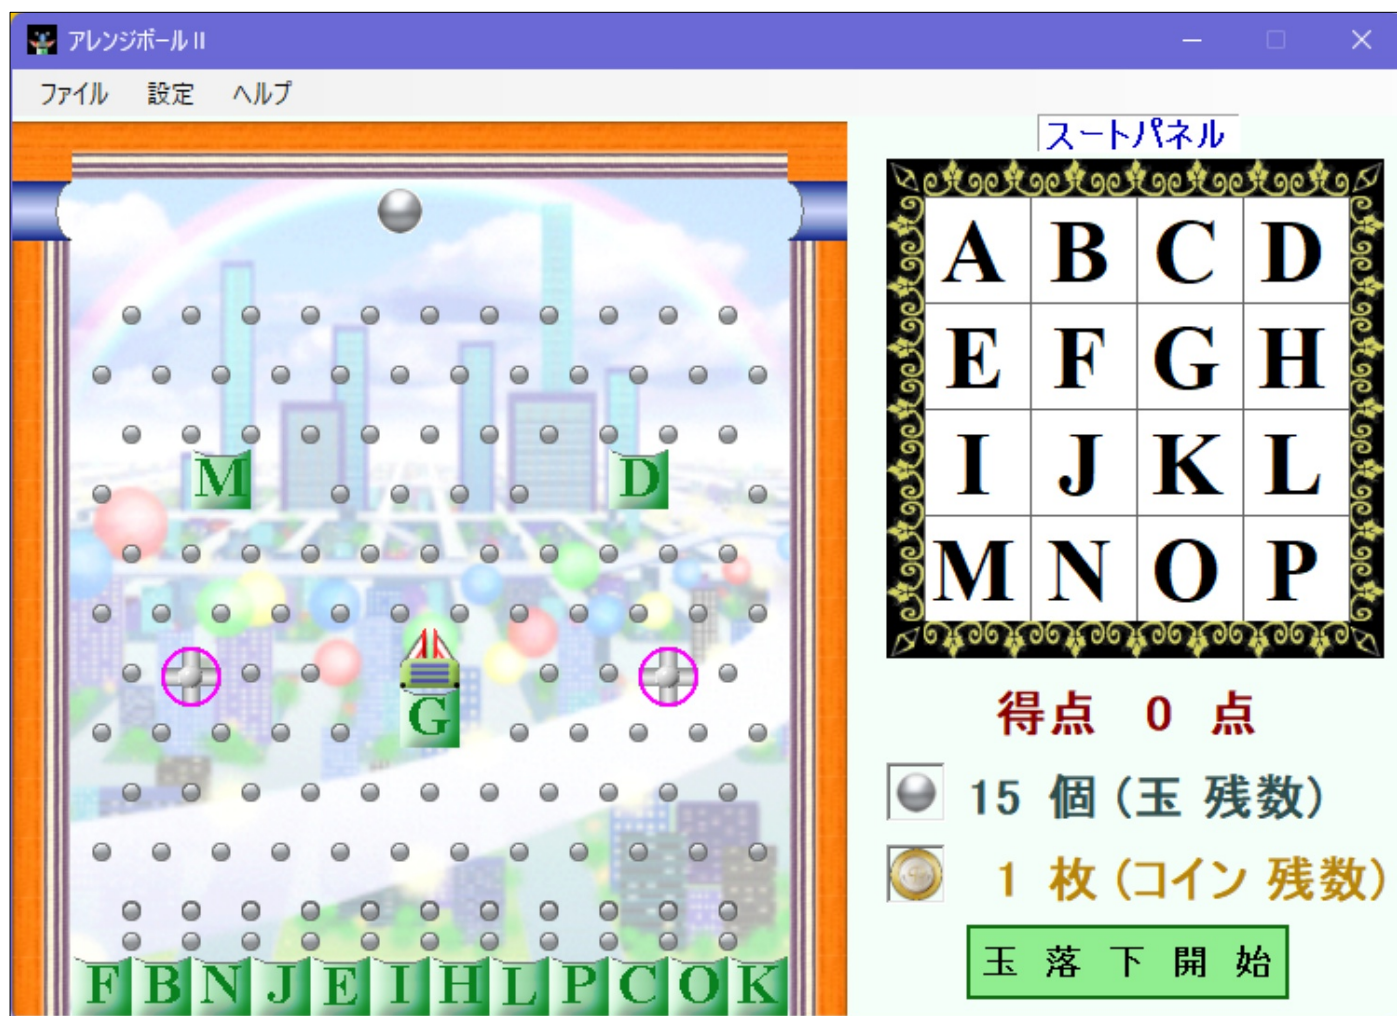 アレンジボール II
ファイル 設定 ヘルプ
スートパネル
A B C D
E F G H
I J K L
M N O P
M D
G
F B N J E I H L P C O K
得点 0 点
15 個 (玉 残数)
1 枚 (コイン 残数)
玉 落 下 開 始